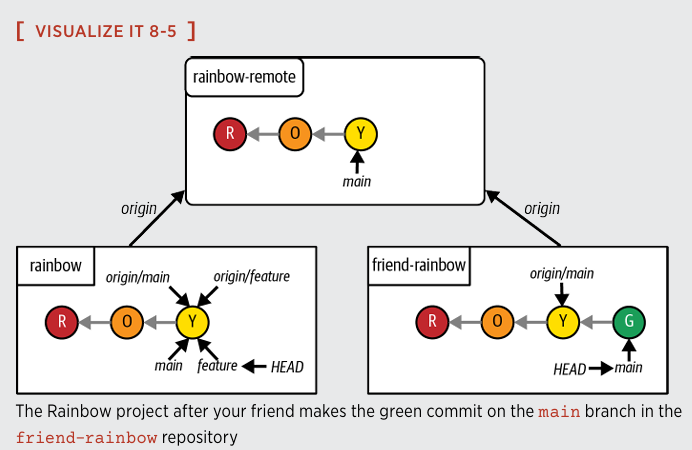 [ VISUALIZE IT 8-5 ]
rainbow-remote
R O Y
main
origin origin
rainbow
origin/main origin/feature
R O Y
main feature HEAD
friend-rainbow
origin/main
R O Y G
HEAD main
The Rainbow project after your friend makes the green commit on the main branch in the
friend-rainbow repository